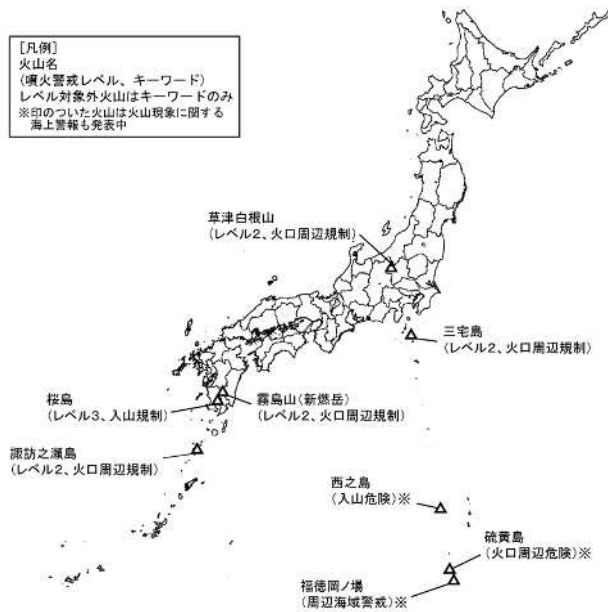 [凡例]
火山名
(噴火警戒レベル、キーワード)
レベル対象外火山はキーワードのみ
※印のついた火山は火山現象に関する
海上警報も発表中
草津白根山
(レベル2、火口周辺規制)
三宅島
(レベル2、火口周辺規制)
桜島
(レベル3、入山規制)
霧島山(新燃岳)
(レベル2、火口周辺規制)
諏訪之瀬島
(レベル2、火口周辺規制)
西之島
(入山危険)※
硫黄島
(火口周辺危険)※
福徳岡ノ場
(周辺海域警戒)※